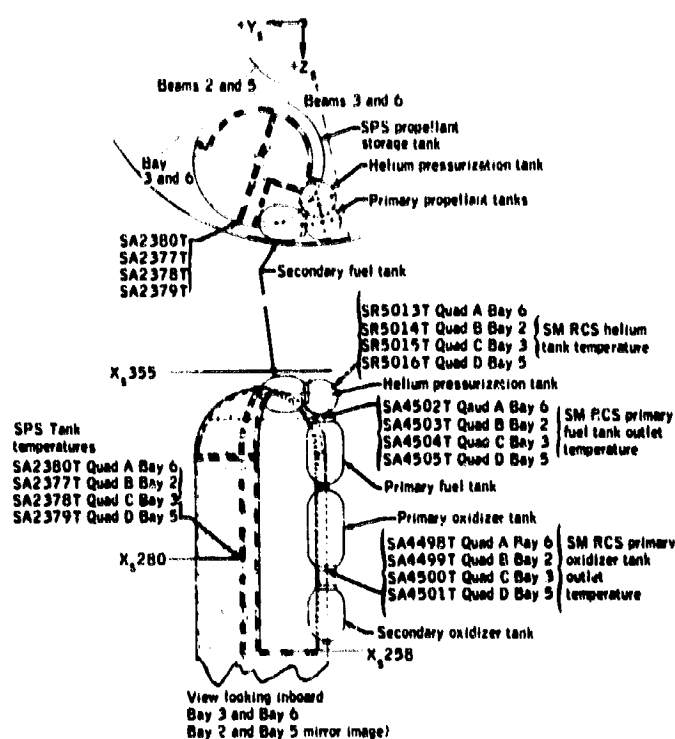 +Ys
+Zs
Beams 2 and 5
Beams 3 and 6
SPS propellant
storage tank
Bay
3 and 6
Helium pressurization tank
Primary propellant tanks
SA2380T
SA2377T
SA2378T
SA2379T
Secondary fuel tank
SR5013T Quad A Bay 6
SR5014T Quad B Bay 2
SR5015T Quad C Bay 3
SR5016T Quad D Bay 5
SM RCS helium
tank temperature
Xs355
Helium pressurization tank
SA4502T Qaud A Bay 6
SA4503T Quad B Bay 2
SA4504T Quad C Bay 3
SA4505T Quad D Bay 5
SM RCS primary
fuel tank outlet
temperature
SPS Tank
temperatures
SA2380T Quad A Bay 6
SA2377T Quad B Bay 2
SA2378T Quad C Bay 3
SA2379T Quad D Bay 5
Primary fuel tank
Primary oxidizer tank
Xs280
SA4498T Quad A Bay 6
SA4499T Quad B Bay 2
SA4500T Quad C Bay 3
SA4501T Quad D Bay 5
SM RCS primary
oxidizer tank
outlet
temperature
Secondary oxidizer tank
Xs258
View looking inboard
Bay 3 and Bay 6
Bay 2 and Bay 5 mirror image)